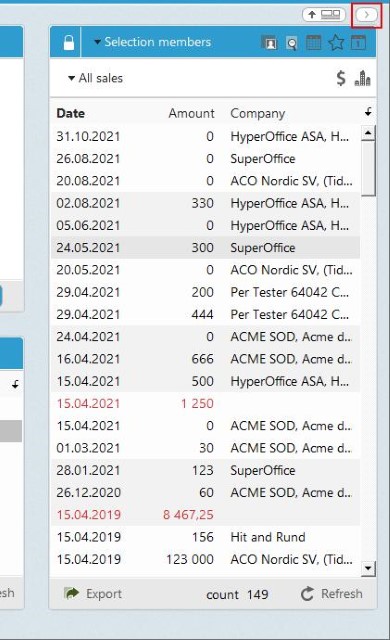 Selection members
All sales
Date Amount Company
31.10.2021 0 HyperOffice ASA, H...
26.08.2021 0 SuperOffice
20.08.2021 0 ACO Nordic SV, (Tid...
02.08.2021 330 HyperOffice ASA, H...
05.06.2021 0 HyperOffice ASA, H...
24.05.2021 300 SuperOffice
20.05.2021 0 ACO Nordic SV, (Tid...
29.04.2021 200 Per Tester 64042 C...
29.04.2021 444 Per Tester 64042 C...
24.04.2021 0 ACME SOD, Acme d...
16.04.2021 666 ACME SOD, Acme d...
15.04.2021 500 HyperOffice ASA, H...
15.04.2021 1 250
15.04.2021 0 ACME SOD, Acme d...
01.03.2021 30 ACME SOD, Acme d...
28.01.2021 123 SuperOffice
26.12.2020 60 ACME SOD, Acme d...
15.04.2019 8 467,25
15.04.2019 156 Hit and Rund
15.04.2019 123 000 ACO Nordic SV, (Tid...
esh Export count 149 Refresh